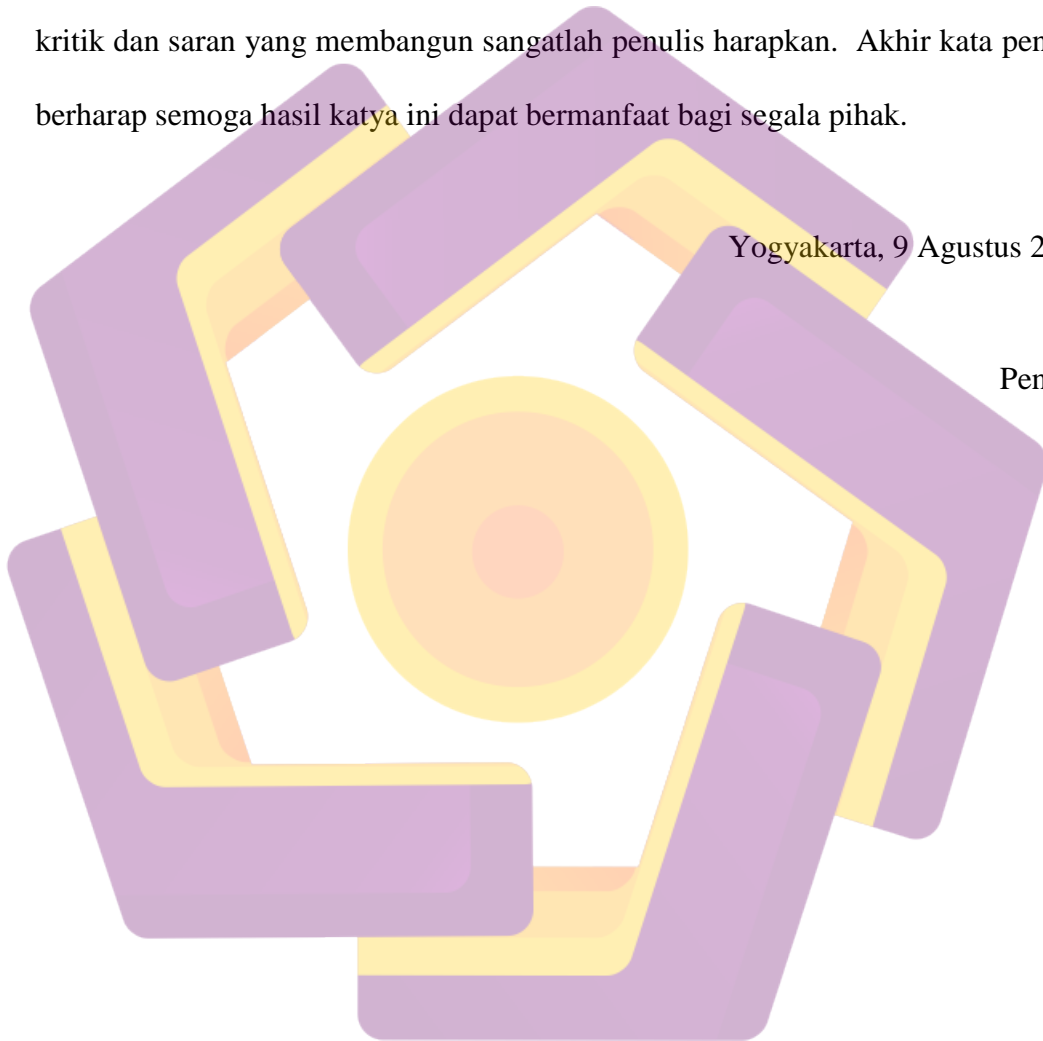 kritik dan saran yang membangun sangatlah penulis harapkan. Akhir kata pen
berharap semoga hasil katya ini dapat bermanfaat bagi segala pihak.
Yogyakarta, 9 Agustus 2
Pen